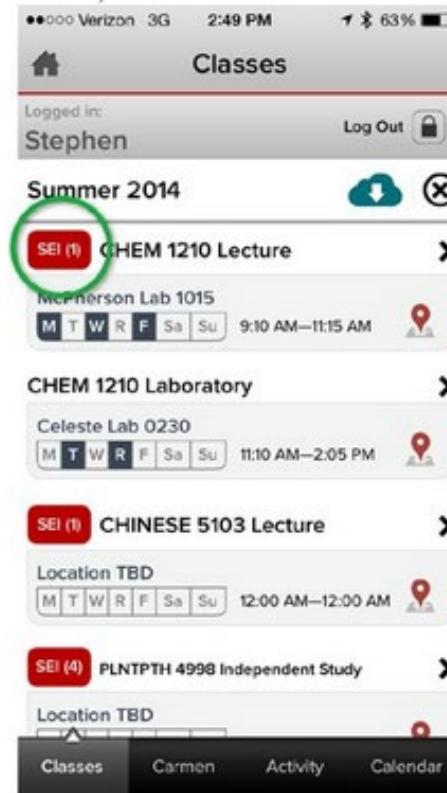 Verizon 3G 2:49 PM 63%
Classes
Logged in:
Stephen
Log Out
Summer 2014
SEI (1) CHEM 1210 Lecture
McPherson Lab 1015
M T W R F Sa Su 9:10 AM—11:15 AM
CHEM 1210 Laboratory
Celeste Lab 0230
M T W R F Sa Su 11:10 AM—2:05 PM
SEI (1) CHINESE 5103 Lecture
Location TBD
M T W R F Sa Su 12:00 AM—12:00 AM
SEI (4) PLNTPTH 4998 Independent Study
Location TBD
Classes Carmen Activity Calendar